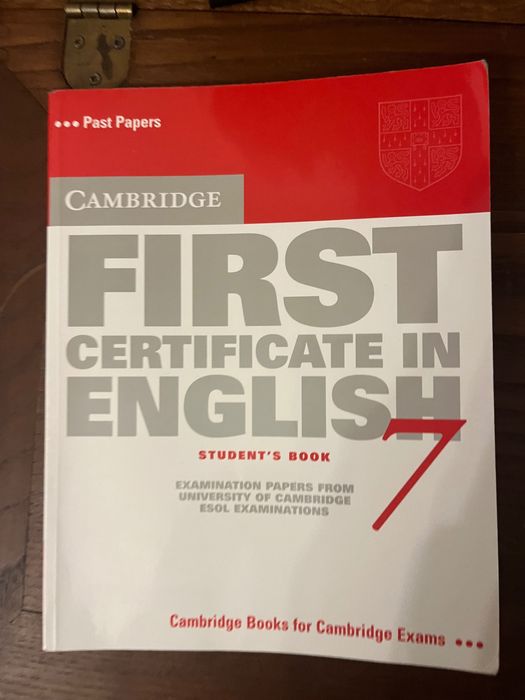 ••• Past Papers
CAMBRIDGE
FIRST
CERTIFICATE IN
ENGLISH
7
STUDENT'S BOOK
EXAMINATION PAPERS FROM
UNIVERSITY OF CAMBRIDGE
ESOL EXAMINATIONS
Cambridge Books for Cambridge Exams •••